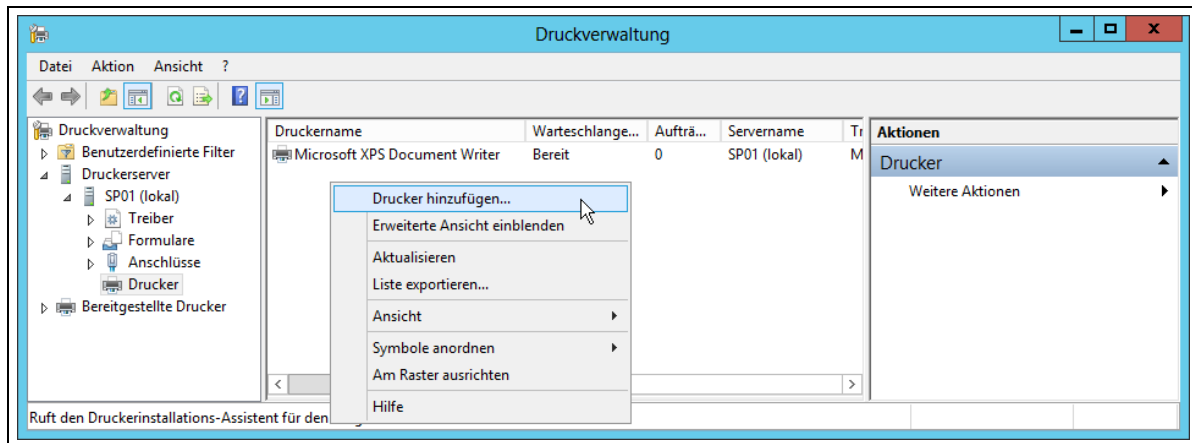 Druckverwaltung
Datei Aktion Ansicht ?
Druckverwaltung
Benutzerdefinierte Filter
Druckerserver
SP01 (lokal)
Treiber
Formulare
Anschlüsse
Drucker
Bereitgestellte Drucker
Druckername Warteschlange... Aufträ... Servername Tr
Microsoft XPS Document Writer Bereit 0 SP01 (lokal) M
Drucker hinzufügen...
Erweiterte Ansicht einblenden
Aktualisieren
Liste exportieren...
Ansicht
Symbole anordnen
Am Raster ausrichten
Hilfe
Aktionen
Drucker
Weitere Aktionen
Ruft den Druckerinstallations-Assistent für den